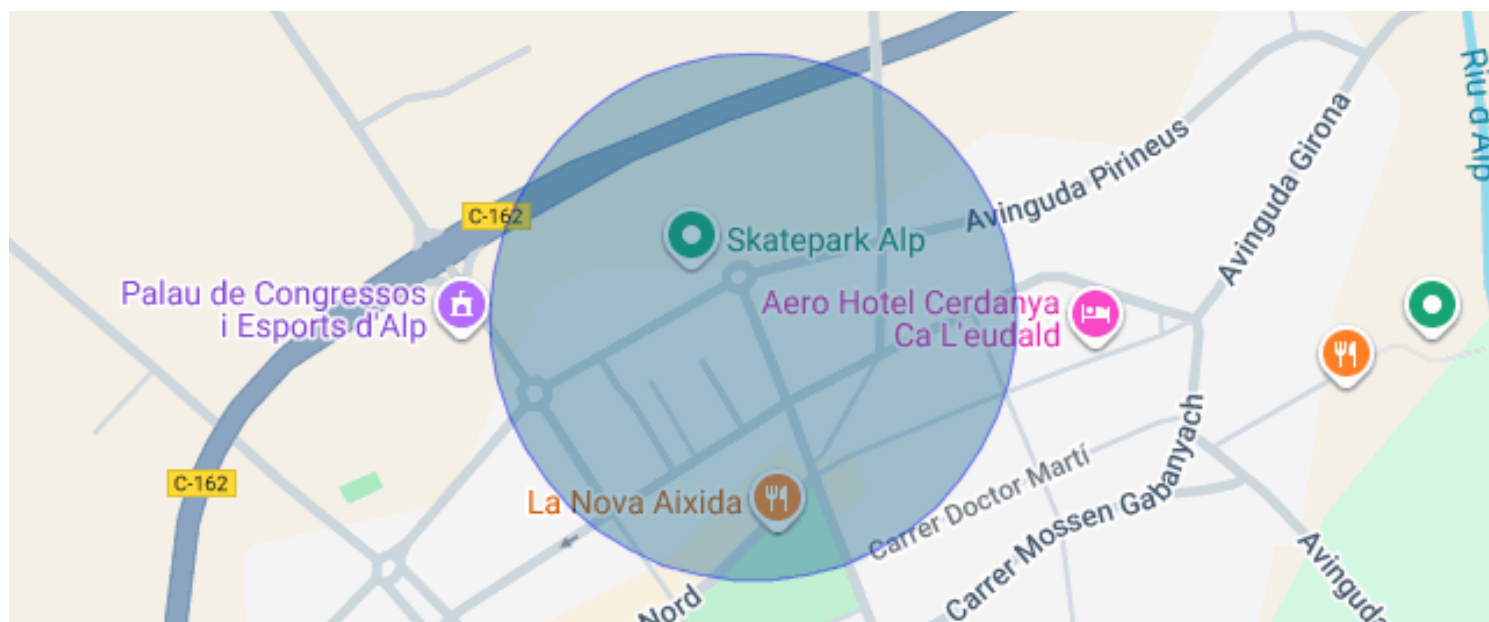 Riu d'Alp
Avinguda Pirineus
Avinguda Girona
C-162
Skatepark Alp
Palau de Congressos
i Esports d'Alp
Aero Hotel Cerdanya
Ca L'eudald
C-162
La Nova Aixida
Carrer Doctor Martí
Carrer Mossen Gabanyach
Avinguda
Nord